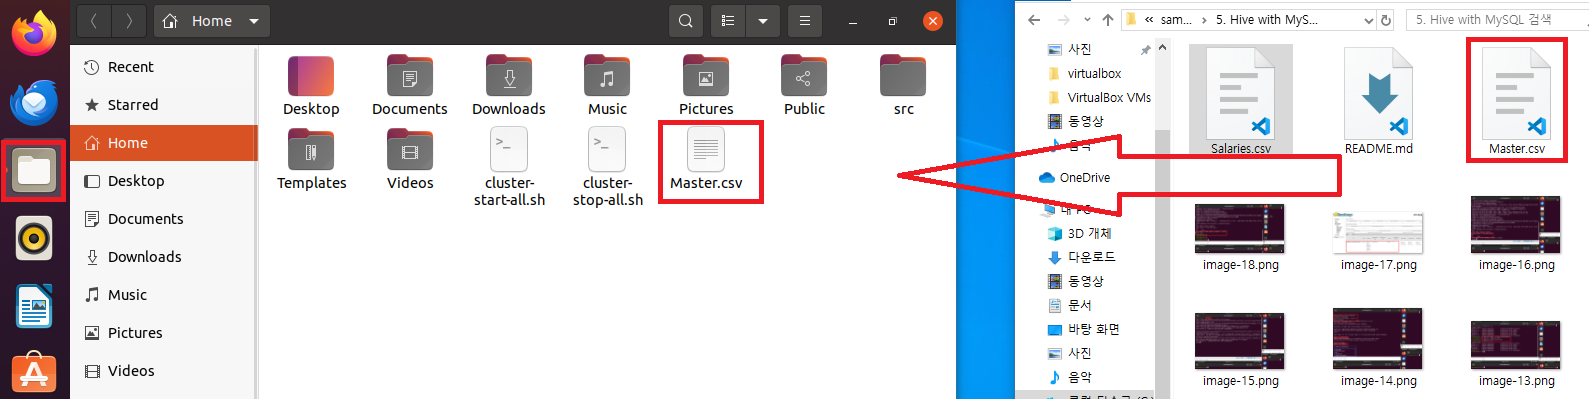 Home
Recent
Starred
Home
Desktop
Documents
Downloads
Music
Pictures
Videos
Desktop
Documents
Downloads
Music
Pictures
Public
src
Templates
Videos
cluster-
start-all.sh
cluster-
stop-all.sh
Master.csv
sam...
5. Hive with MyS...
5. Hive with MySQL 검색
사진
virtualbox
VirtualBox VMs
동영상
음악
OneDrive
내 PC
3D 개체
다운로드
동영상
문서
바탕 화면
사진
음악
Salaries.csv
README.md
Master.csv
image-18.png
image-17.png
image-16.png
image-15.png
image-14.png
image-13.png